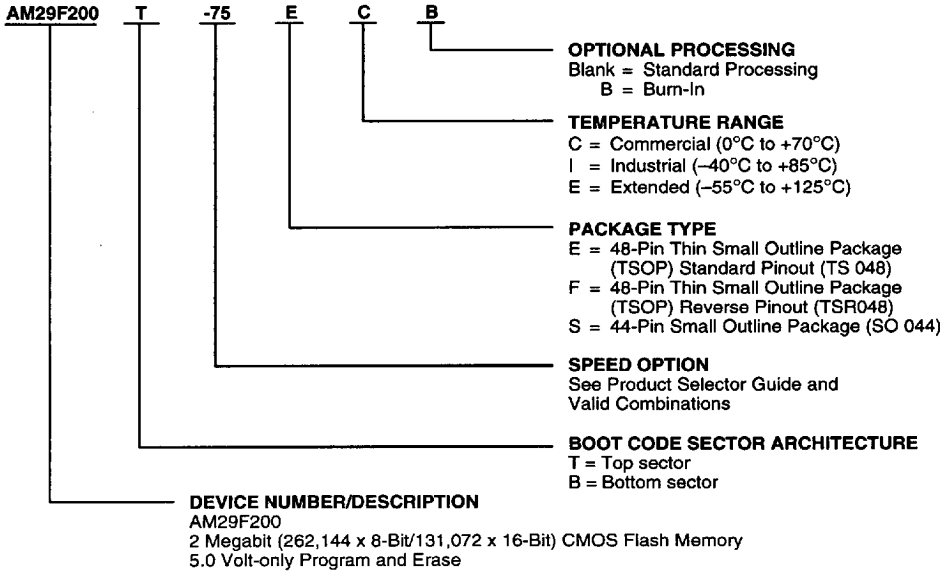 AM29F200 T -75 E C B
OPTIONAL PROCESSING
Blank = Standard Processing
B = Burn-In
TEMPERATURE RANGE
C = Commercial (0°C to +70°C)
I = Industrial (–40°C to +85°C)
E = Extended (–55°C to +125°C)
PACKAGE TYPE
E = 48-Pin Thin Small Outline Package
(TSOP) Standard Pinout (TS 048)
F = 48-Pin Thin Small Outline Package
(TSOP) Reverse Pinout (TSR048)
S = 44-Pin Small Outline Package (SO 044)
SPEED OPTION
See Product Selector Guide and
Valid Combinations
BOOT CODE SECTOR ARCHITECTURE
T = Top sector
B = Bottom sector
DEVICE NUMBER/DESCRIPTION
AM29F200
2 Megabit (262,144 x 8-Bit/131,072 x 16-Bit) CMOS Flash Memory
5.0 Volt-only Program and Erase